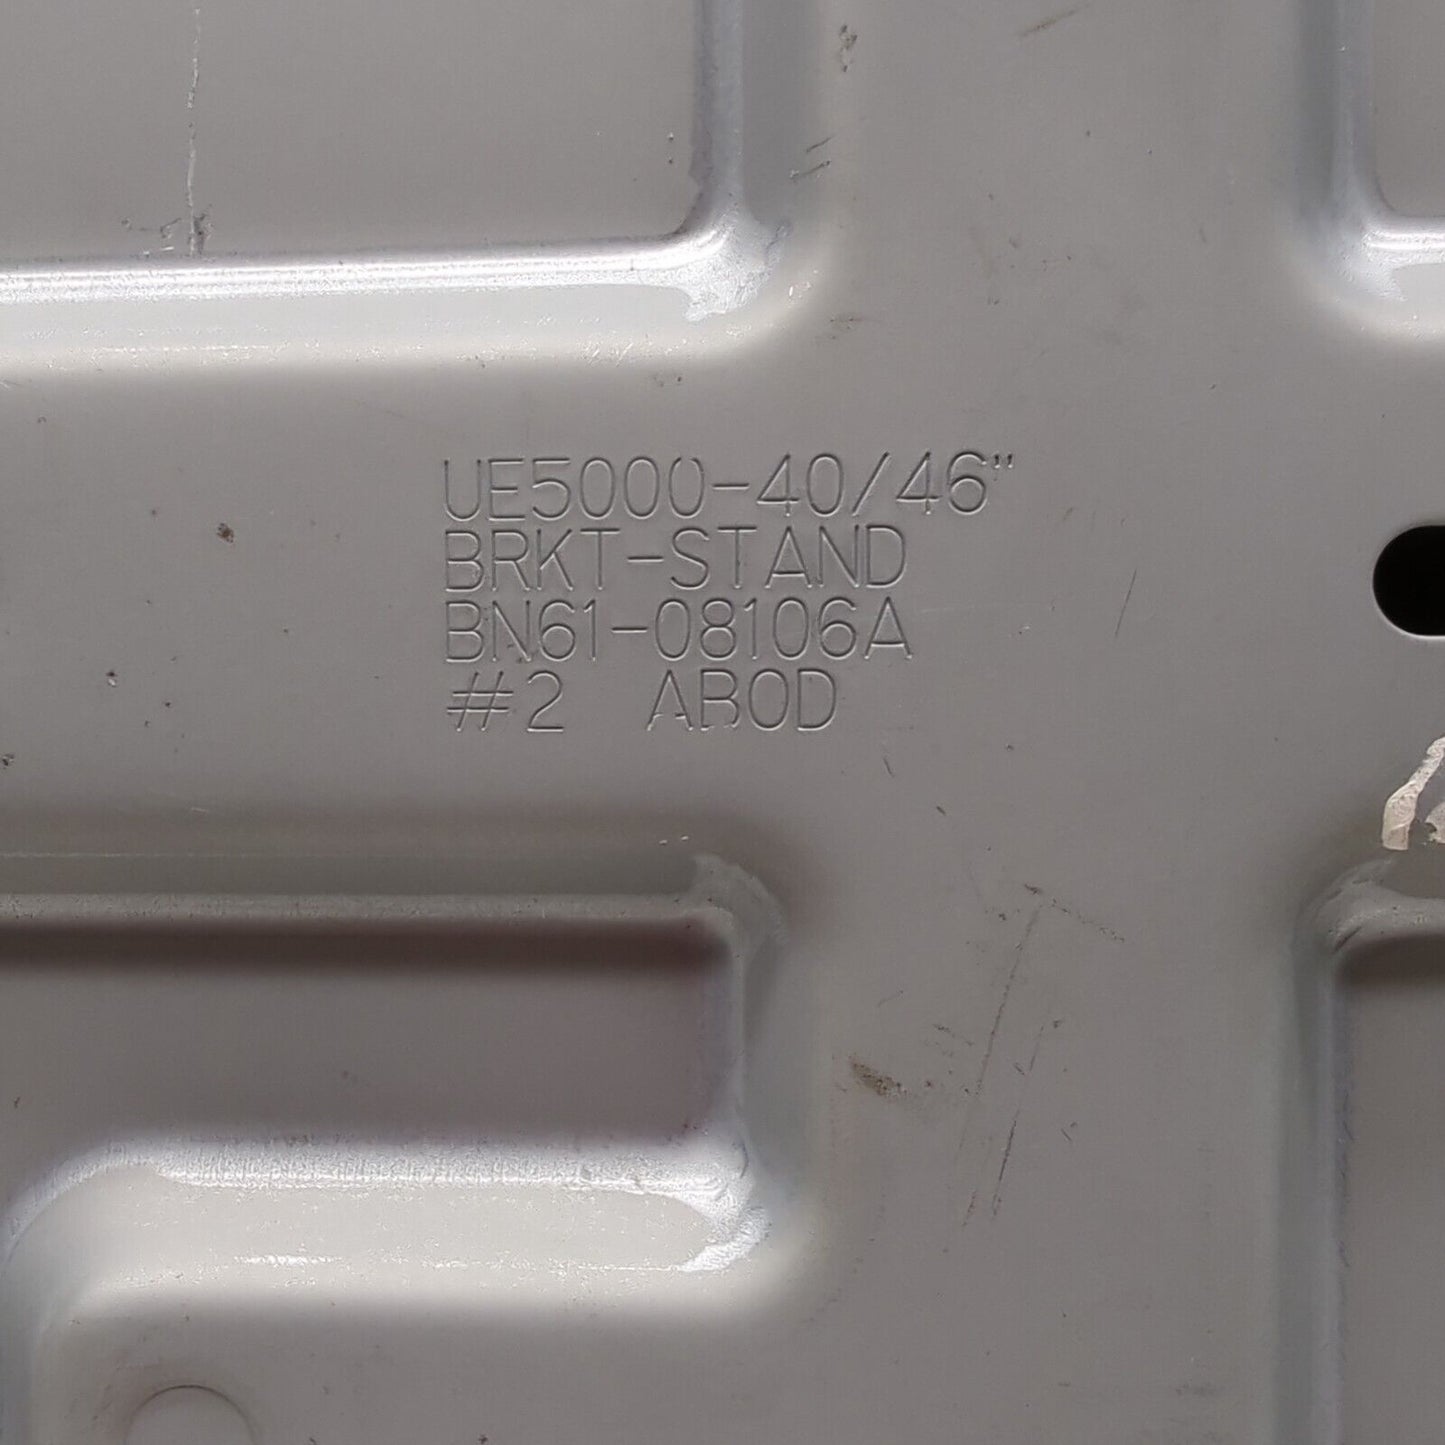 UE5000-40/46"
BRKT-STAND
BN61-08106A
#2 AB0D